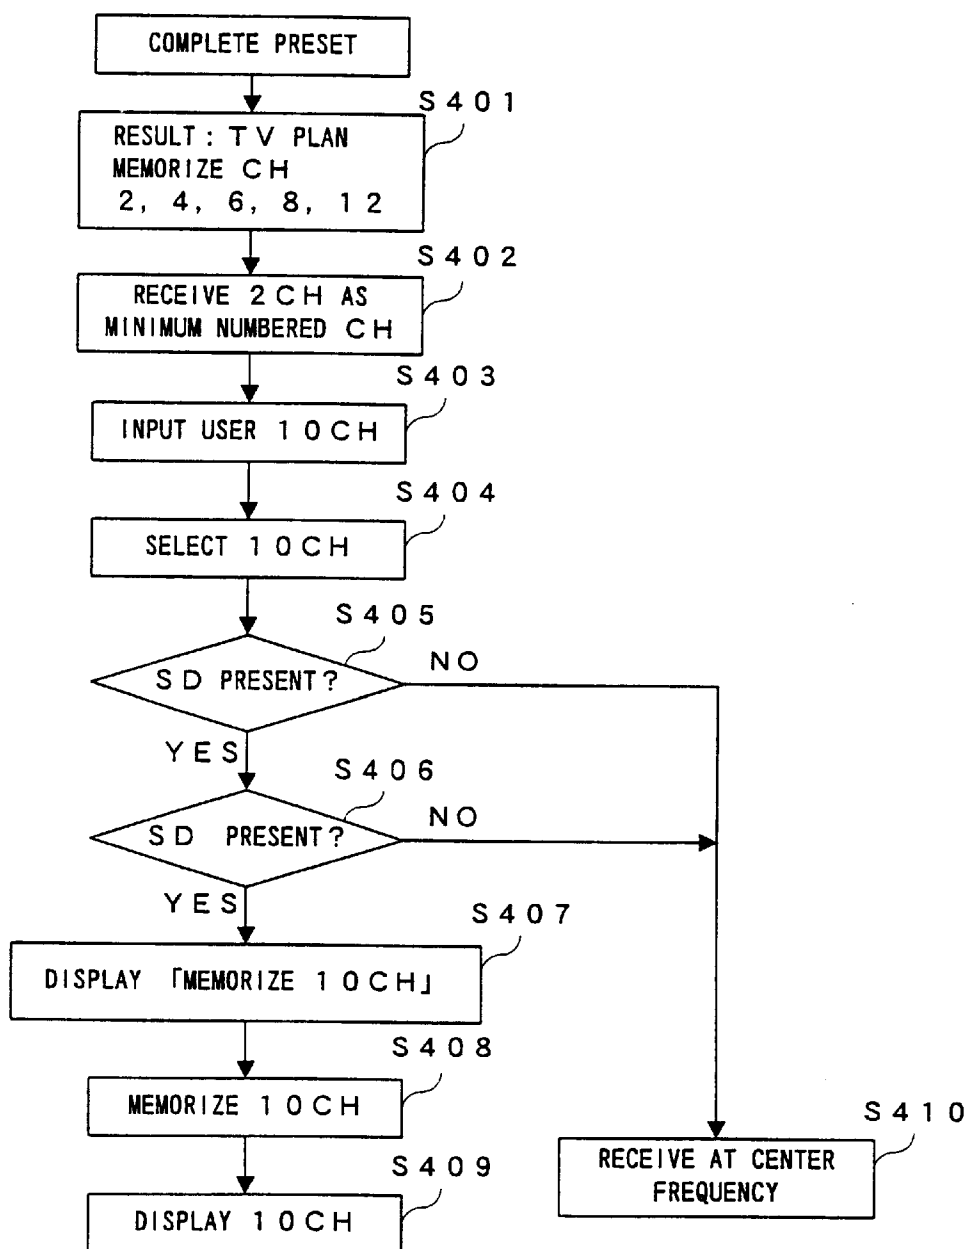 COMPLETE PRESET
S401
RESULT: TV PLAN
MEMORIZE CH
2, 4, 6, 8, 12
S402
RECEIVE 2CH AS
MINIMUM NUMBERED CH
S403
INPUT USER 10CH
S404
SELECT 10CH
S405
SD PRESENT?
NO
YES
S406
SD PRESENT?
NO
YES
S407
DISPLAY 「MEMORIZE 10CH」
S408
MEMORIZE 10CH
S410
RECEIVE AT CENTER
FREQUENCY
S409
DISPLAY 10CH